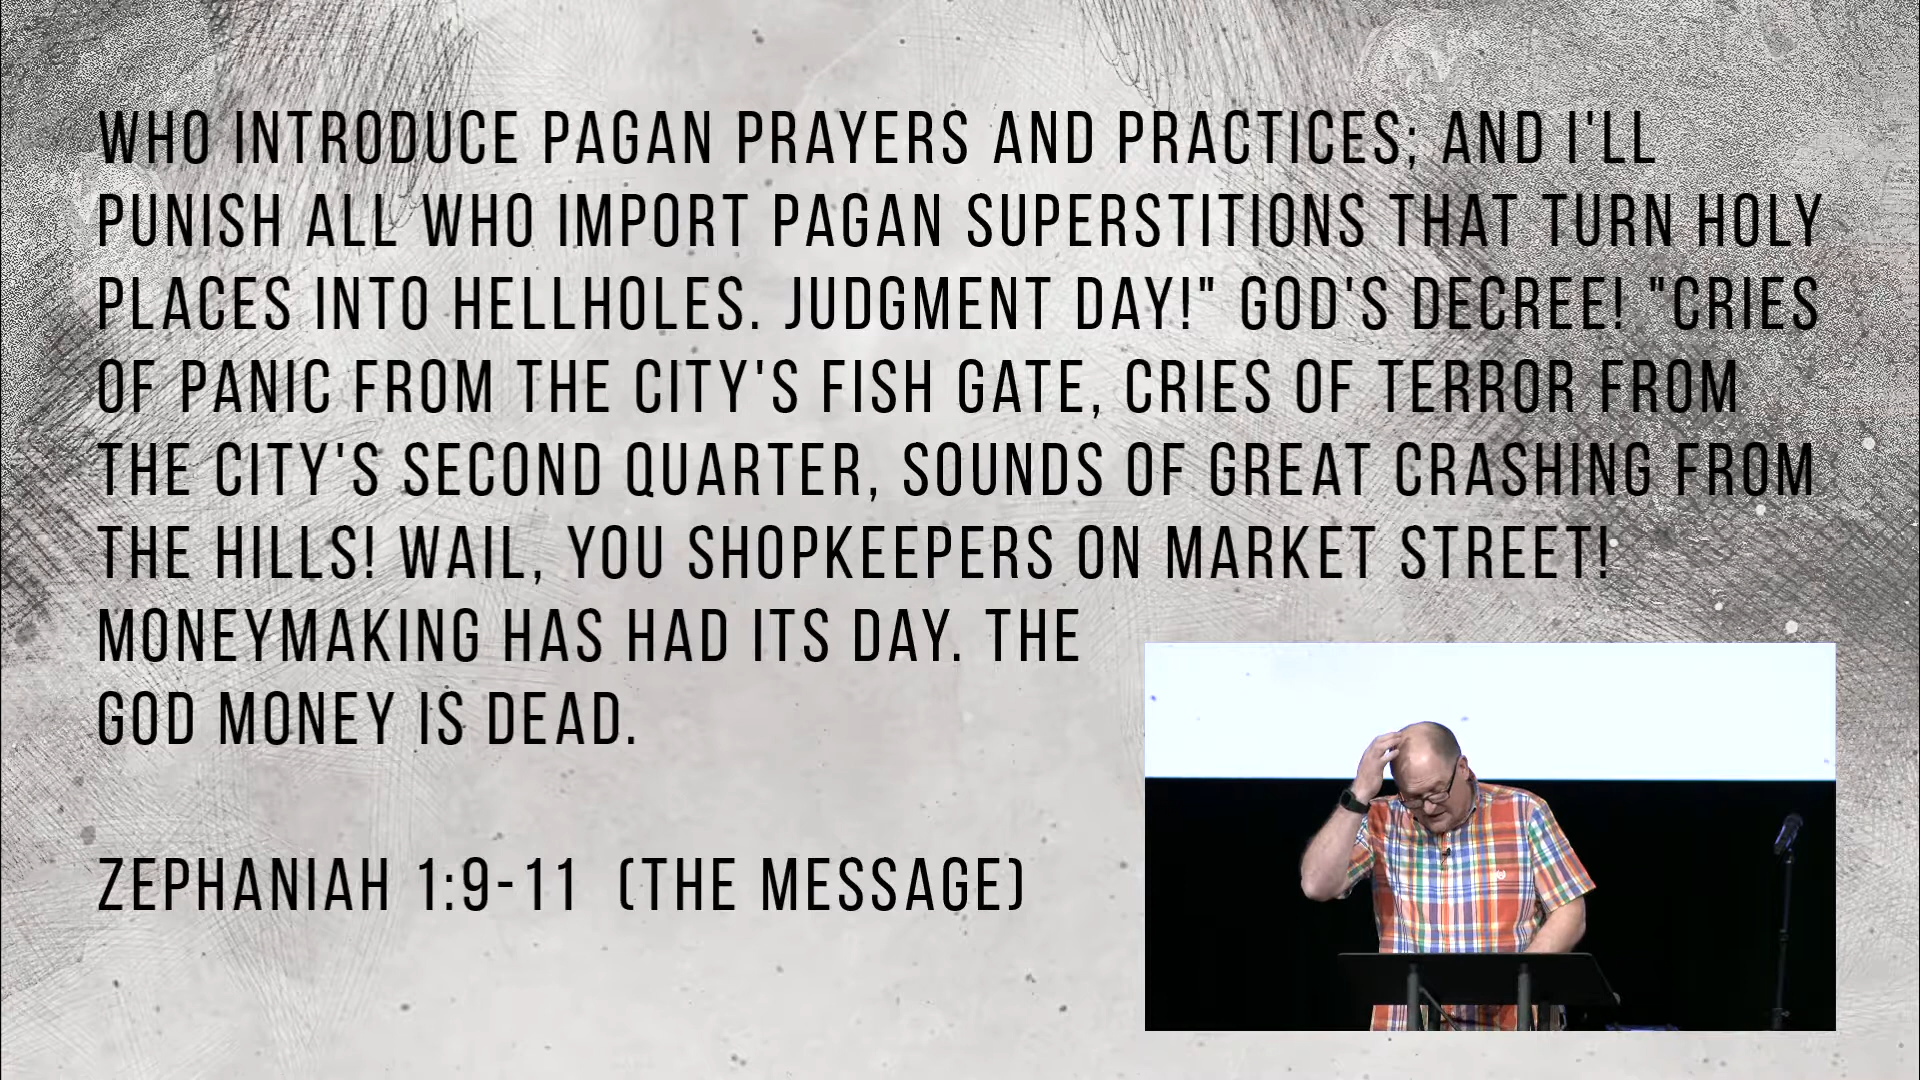 WHO INTRODUCE PAGAN PRAYERS AND PRACTICES; AND I'LL
PUNISH ALL WHO IMPORT PAGAN SUPERSTITIONS THAT TURN HOLY
PLACES INTO HELLHOLES. JUDGMENT DAY!" GOD'S DECREE! "CRIES
OF PANIC FROM THE CITY'S FISH GATE, CRIES OF TERROR FROM
THE CITY'S SECOND QUARTER, SOUNDS OF GREAT CRASHING FROM
THE HILLS! WAIL, YOU SHOPKEEPERS ON MARKET STREET!
MONEYMAKING HAS HAD ITS DAY. THE
GOD MONEY IS DEAD.
ZEPHANIAH 1:9-11 (THE MESSAGE)